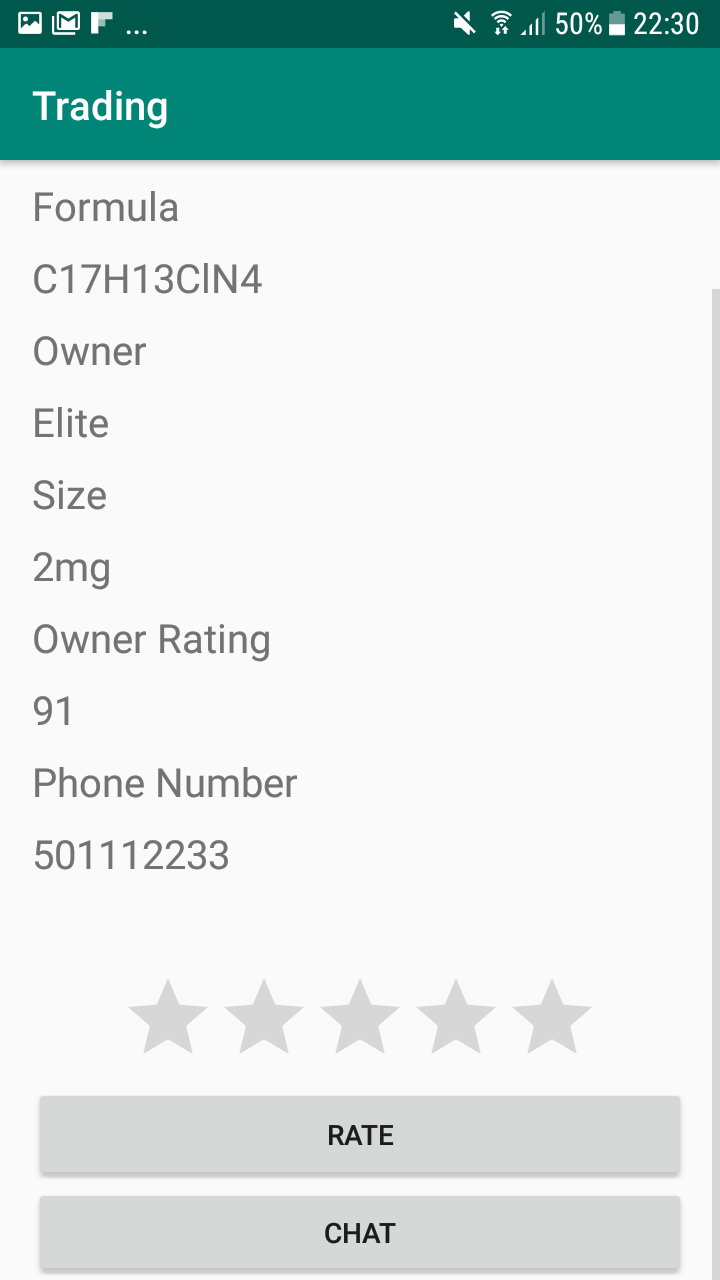 ... 50% 22:30
Trading
Formula
C17H13ClN4
Owner
Elite
Size
2mg
Owner Rating
91
Phone Number
501112233
RATE
CHAT